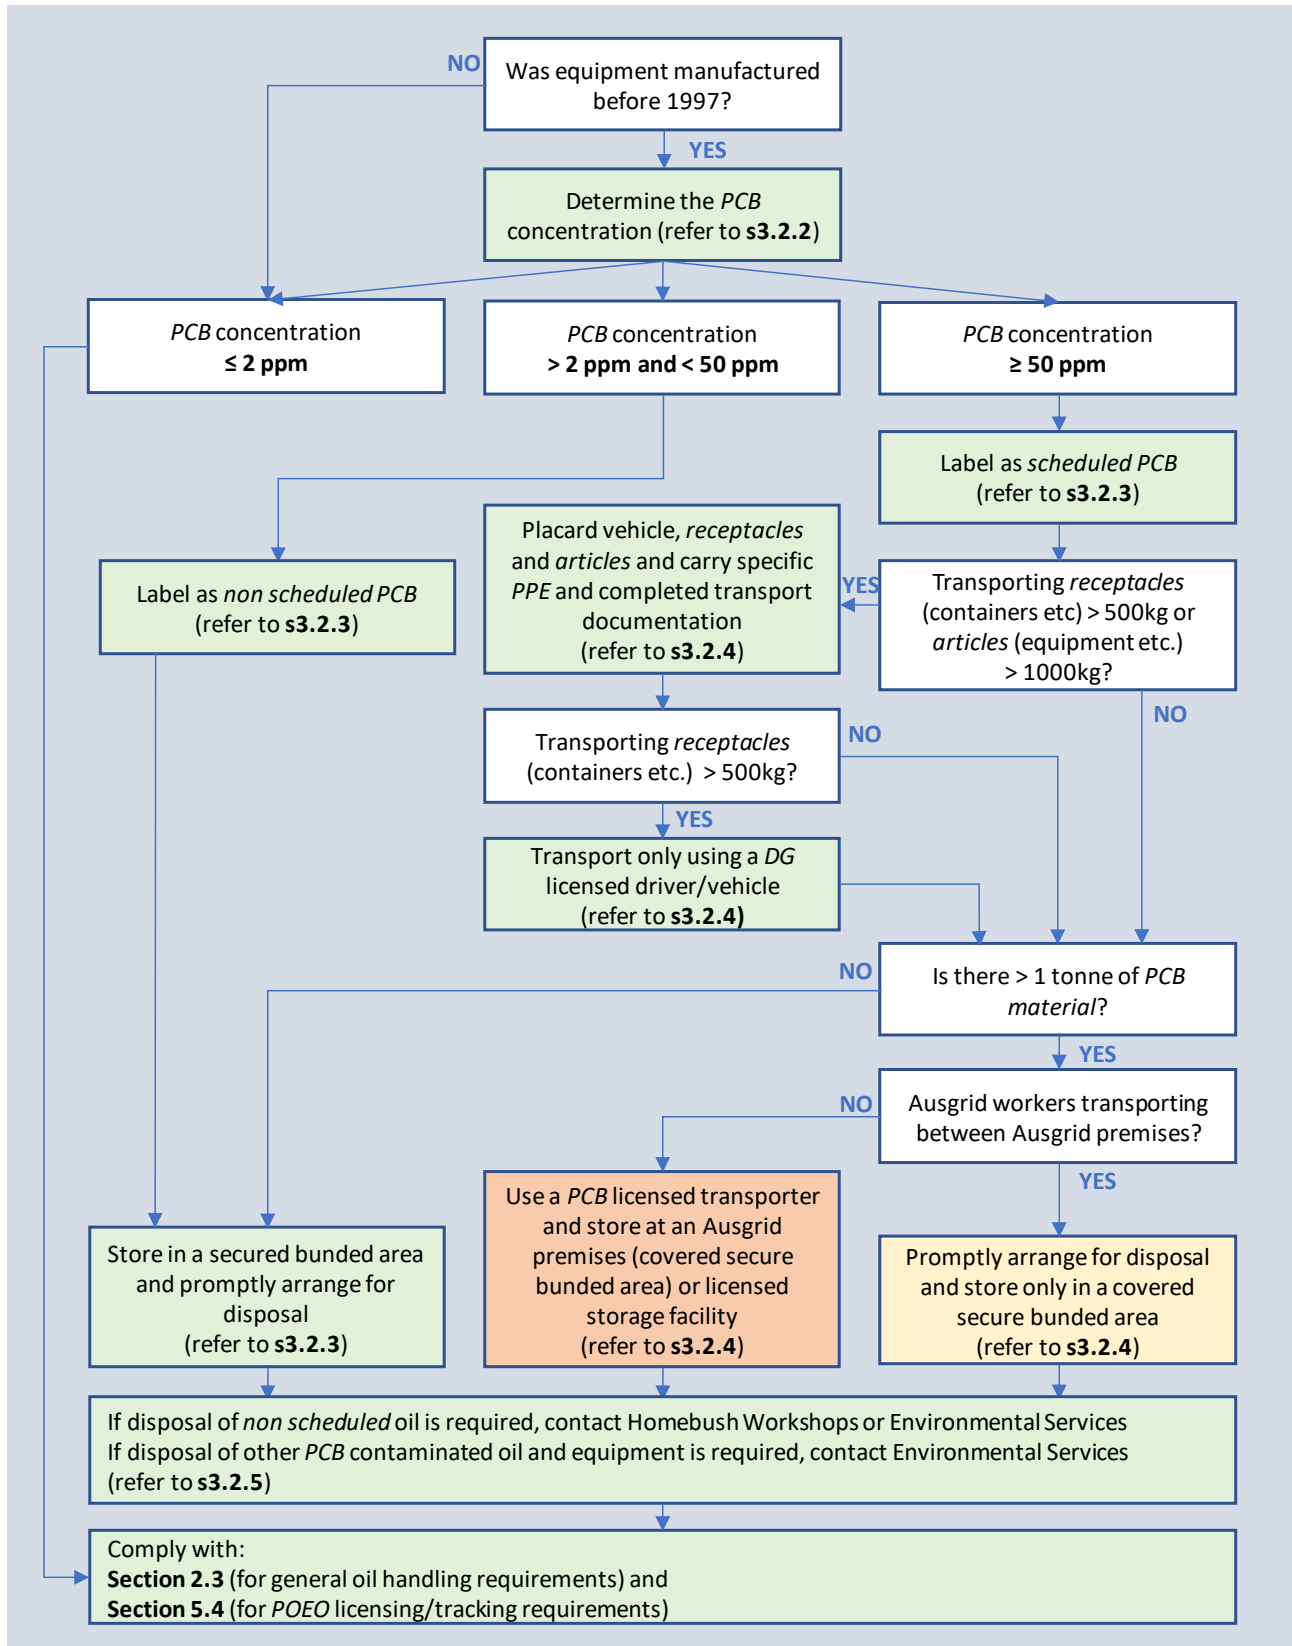 NO
Was equipment manufactured
before 1997?
YES
Determine the PCB
concentration (refer to s3.2.2)
PCB concentration
≤ 2 ppm
PCB concentration
> 2 ppm and < 50 ppm
PCB concentration
≥ 50 ppm
Label as scheduled PCB
(refer to s3.2.3)
Label as non scheduled PCB
(refer to s3.2.3)
Placard vehicle, receptacles
and articles and carry specific
PPE and completed transport
documentation
(refer to s3.2.4)
YES
Transporting receptacles
(containers etc) > 500kg or
articles (equipment etc.)
> 1000kg?
NO
Transporting receptacles
(containers etc.) > 500kg?
NO
YES
Transport only using a DG
licensed driver/vehicle
(refer to s3.2.4)
NO
Is there > 1 tonne of PCB
material?
YES
NO
Ausgrid workers transporting
between Ausgrid premises?
YES
Store in a secured bunded area
and promptly arrange for
disposal
(refer to s3.2.3)
Use a PCB licensed transporter
and store at an Ausgrid
premises (covered secure
bunded area) or licensed
storage facility
(refer to s3.2.4)
Promptly arrange for disposal
and store only in a covered
secure bunded area
(refer to s3.2.4)
If disposal of non scheduled oil is required, contact Homebush Workshops or Environmental Services
If disposal of other PCB contaminated oil and equipment is required, contact Environmental Services
(refer to s3.2.5)
Comply with:
Section 2.3 (for general oil handling requirements) and
Section 5.4 (for POEO licensing/tracking requirements)